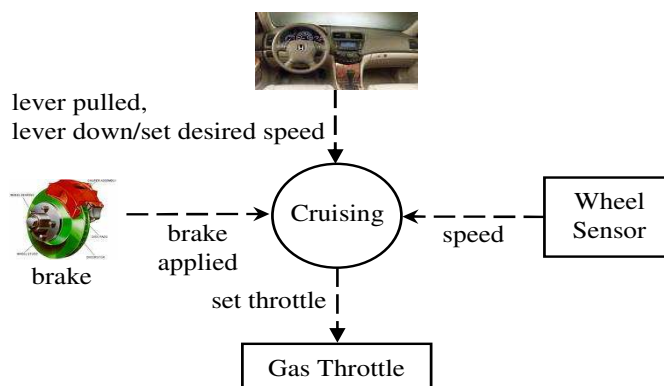 lever pulled,
lever down/set desired speed
Cruising
Wheel
Sensor
brake
applied
speed
brake
set throttle
Gas Throttle